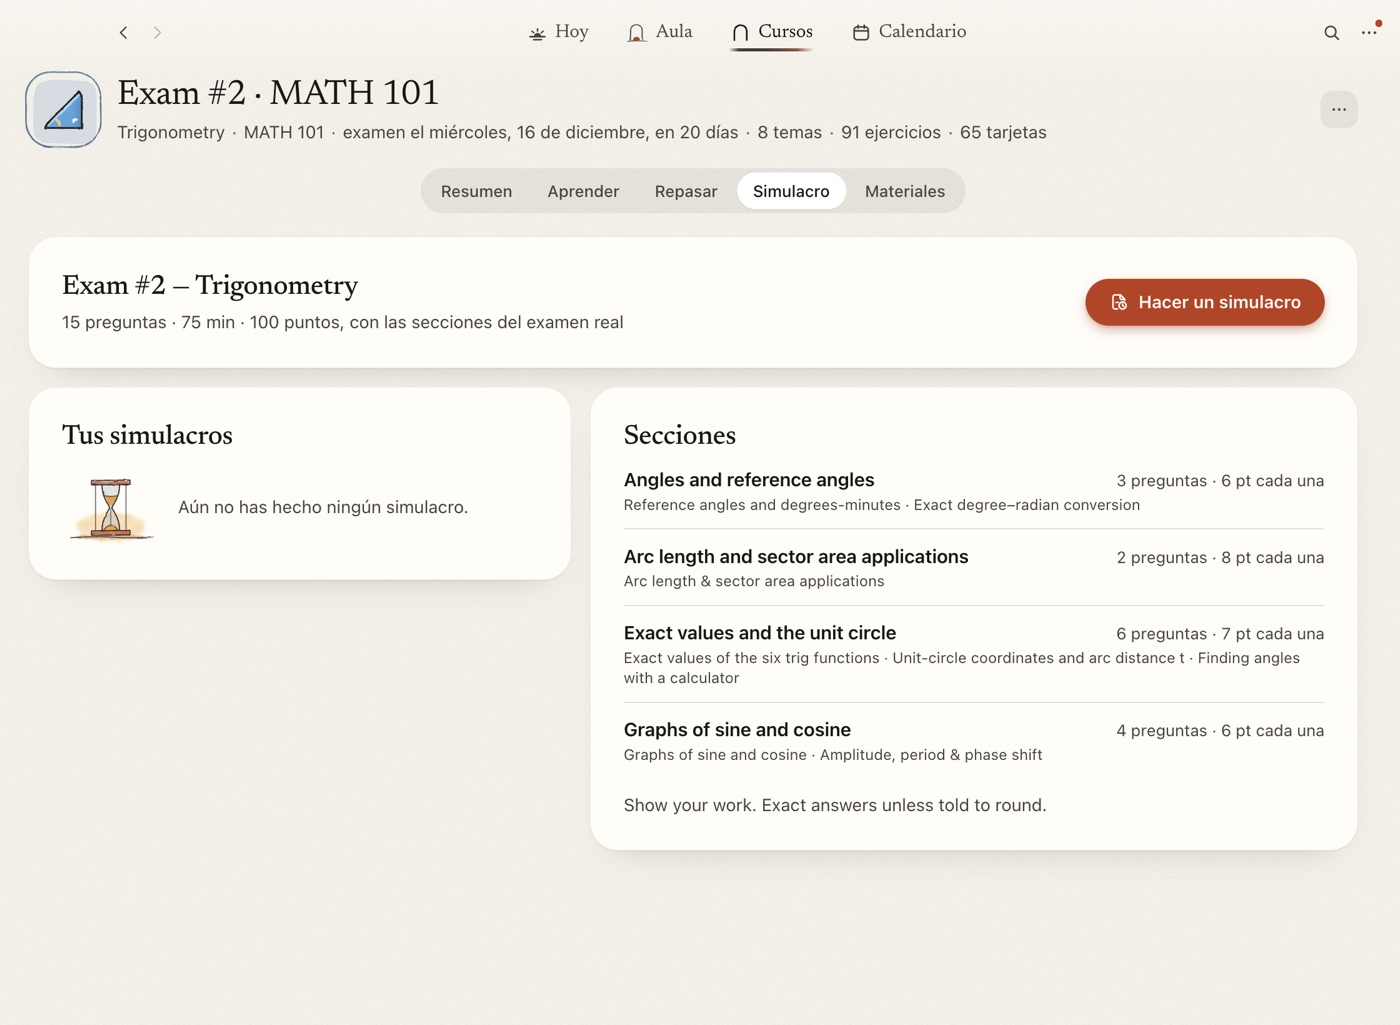 Hoy
Aula
Cursos
Calendario
Exam #2 · MATH 101
Trigonometry · MATH 101 · examen el miércoles, 16 de diciembre, en 20 días · 8 temas · 91 ejercicios · 65 tarjetas
Resumen
Aprender
Repasar
Simulacro
Materiales
Exam #2 – Trigonometry
15 preguntas · 75 min · 100 puntos, con las secciones del examen real
Hacer un simulacro
Tus simulacros
Aún no has hecho ningún simulacro.
Secciones
Angles and reference angles
3 preguntas · 6 pt cada una
Reference angles and degrees-minutes · Exact degree–radian conversion
Arc length and sector area applications
2 preguntas · 8 pt cada una
Arc length & sector area applications
Exact values and the unit circle
6 preguntas · 7 pt cada una
Exact values of the six trig functions · Unit-circle coordinates and arc distance t · Finding angles
with a calculator
Graphs of sine and cosine
4 preguntas · 6 pt cada una
Graphs of sine and cosine · Amplitude, period & phase shift
Show your work. Exact answers unless told to round.